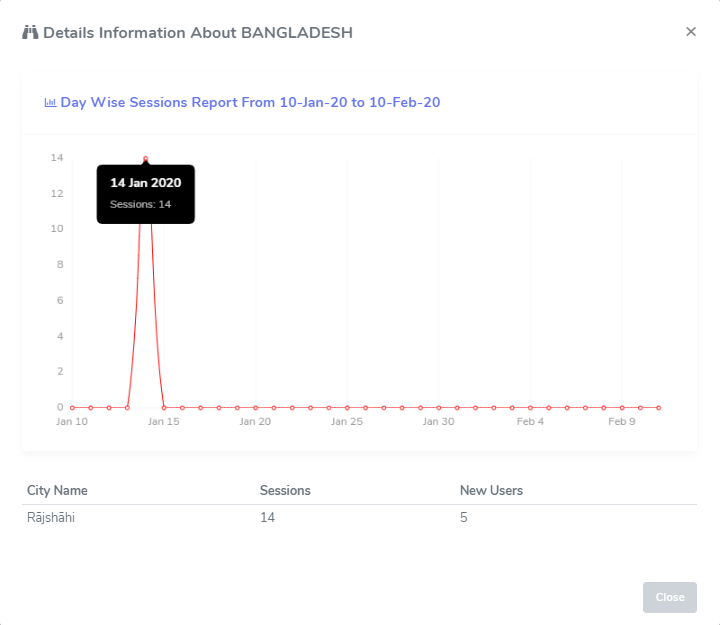 Details Information About BANGLADESH
×
Day Wise Sessions Report From 10-Jan-20 to 10-Feb-20
14
12
10
8
6
4
2
0
14 Jan 2020
Sessions: 14
Jan 10 Jan 15 Jan 20 Jan 25 Jan 30 Feb 4 Feb 9
City Name Sessions New Users
Rājshāhi 14 5
Close